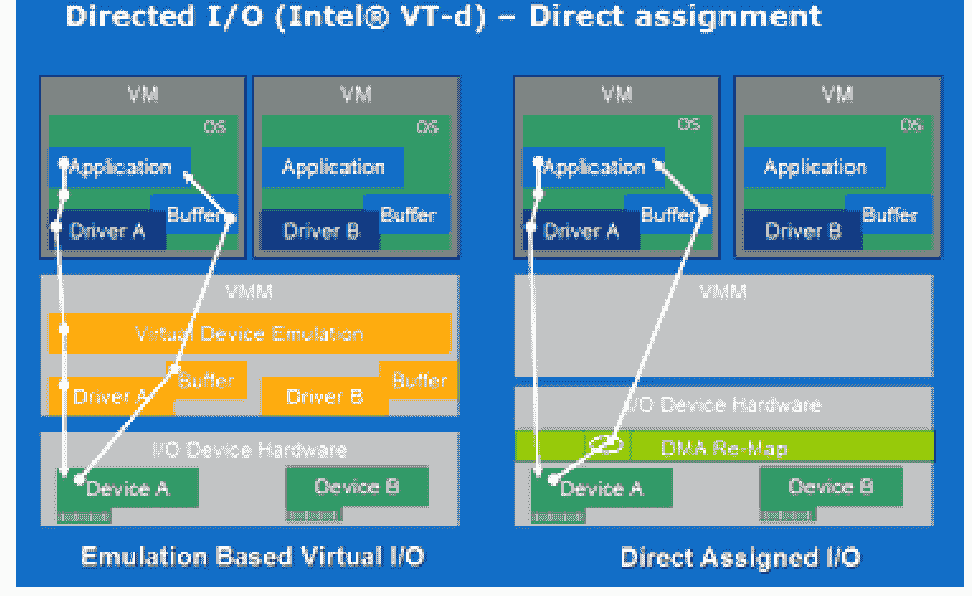 Directed I/O (Intel® VT-d) – Direct assignment
VM
OS
Application
Buffer
Driver A
VM
OS
Application
Buffer
Driver B
VMM
Virtual Device Emulation
Buffer
Driver A
Buffer
Driver B
I/O Device Hardware
Device A
Device B
Emulation Based Virtual I/O
VM
OS
Application
Buffer
Driver A
VM
OS
Application
Buffer
Driver B
VMM
I/O Device Hardware
DMA Re-Map
Device A
Device B
Direct Assigned I/O